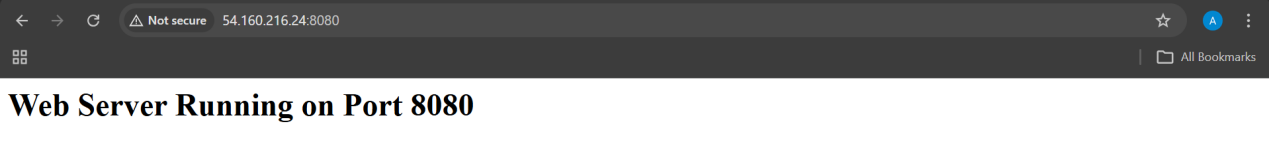 Not secure 54.160.216.24:8080 A
All Bookmarks
Web Server Running on Port 8080